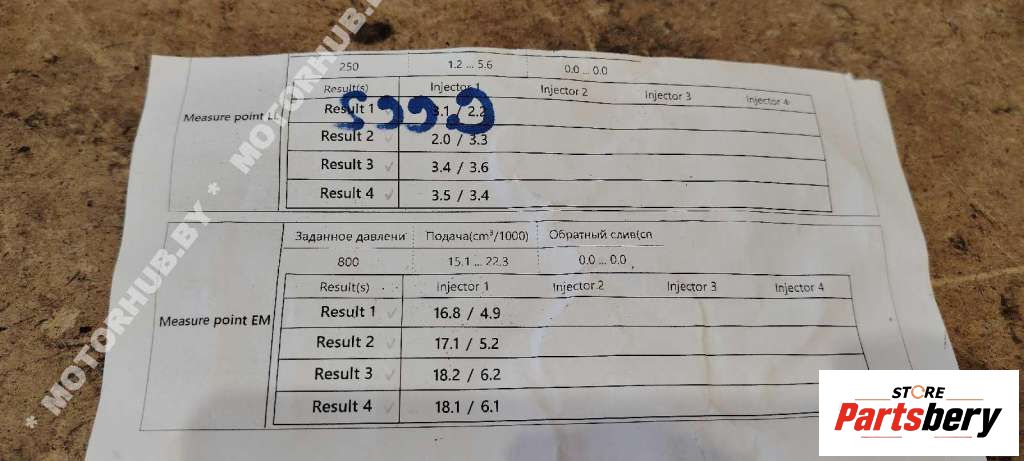 250 1.2 ... 5.6 0.0 ... 0.0
Result(s) Injector 1 Injector 2 Injector 3 Injector 4
Measure point LL
Result 1 3.1 / 2.2
Result 2 ✓ 2.0 / 3.3
Result 3 ✓ 3.4 / 3.6
Result 4 ✓ 3.5 / 3.4
Заданное давлени Подача(cm³/1000) Обратный слив(сп
800 15.1 ... 22.3 0.0 ... 0.0
Result(s) Injector 1 Injector 2 Injector 3 Injector 4
Measure point EM
Result 1 ✓ 16.8 / 4.9
Result 2 ✓ 17.1 / 5.2
Result 3 ✓ 18.2 / 6.2
Result 4 ✓ 18.1 / 6.1
* MOTORHUB.BY * MOTORHUB.BY
STORE
Partsbery